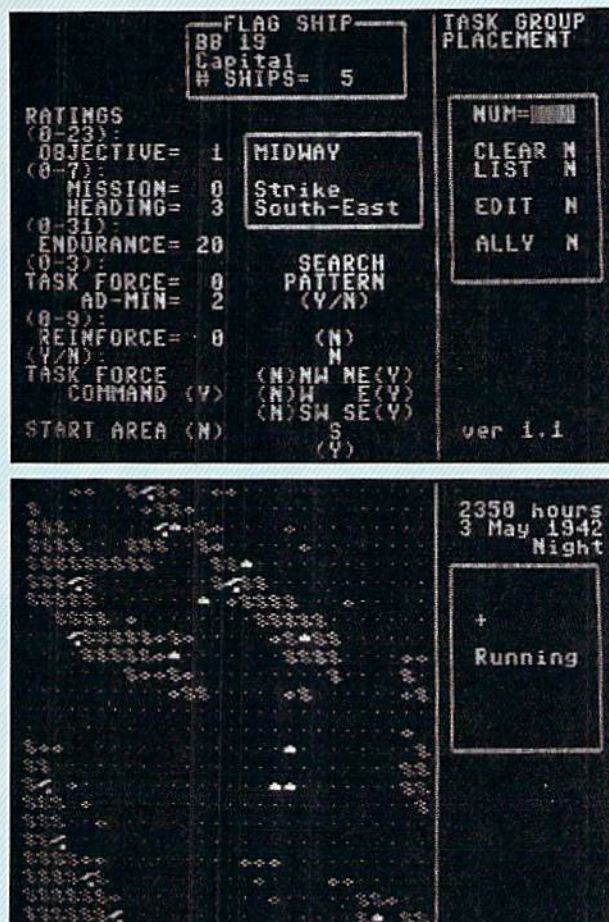 FLAG SHIP
BB 19
Capital
# SHIPS= 5
TASK GROUP
PLACEMENT
RATINGS
(0-23):
OBJECTIVE= 1
(0-7):
MISSION= 0
HEADING= 3
(0-31):
ENDURANCE= 20
(0-3):
TASK FORCE= 0
AD-MIN= 2
(0-9):
REINFORCE= 0
(Y/N):
TASK FORCE
COMMAND (Y)
START AREA (N)
MIDWAY
Strike
South-East
SEARCH
PATTERN
(Y/N)
(N)
N
(N)NW NE(Y)
(N)W E(Y)
(N)SW SE(Y)
S
(Y)
NUM=
CLEAR N
LIST N
EDIT N
ALLY N
ver 1.1
2350 hours
3 May 1942
Night
+
Running